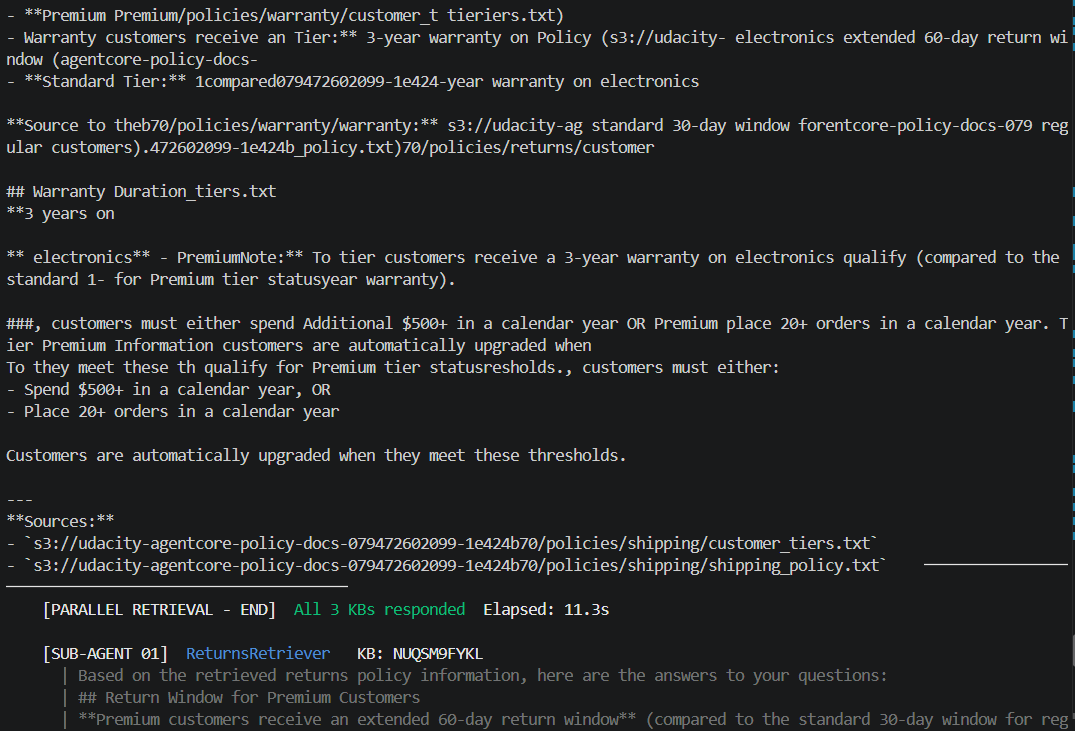 - **Premium Premium/policies/warranty/customer_t tieriers.txt)
- Warranty customers receive an Tier:** 3-year warranty on Policy (s3://udacity- electronics extended 60-day return wi
ndow (agentcore-policy-docs-
- **Standard Tier:** 1compared079472602099-1e424-year warranty on electronics
**Source to theb70/policies/warranty/warranty:** s3://udacity-ag standard 30-day window forentcore-policy-docs-079 reg
ular customers).472602099-1e424b_policy.txt)70/policies/returns/customer
## Warranty Duration_tiers.txt
**3 years on
** electronics** - PremiumNote:** To tier customers receive a 3-year warranty on electronics qualify (compared to the
standard 1- for Premium tier statusyear warranty).
###, customers must either spend Additional $500+ in a calendar year OR Premium place 20+ orders in a calendar year. T
ier Premium Information customers are automatically upgraded when
To they meet these th qualify for Premium tier statusresholds., customers must either:
- Spend $500+ in a calendar year, OR
- Place 20+ orders in a calendar year
Customers are automatically upgraded when they meet these thresholds.
---
**Sources:**
- `s3://udacity-agentcore-policy-docs-079472602099-1e424b70/policies/shipping/customer_tiers.txt`
- `s3://udacity-agentcore-policy-docs-079472602099-1e424b70/policies/shipping/shipping_policy.txt`
[PARALLEL RETRIEVAL - END] All 3 KBs responded Elapsed: 11.3s
[SUB-AGENT 01] ReturnsRetriever KB: NUQSM9FYKL
| Based on the retrieved returns policy information, here are the answers to your questions:
| ## Return Window for Premium Customers
| **Premium customers receive an extended 60-day return window** (compared to the standard 30-day window for reg